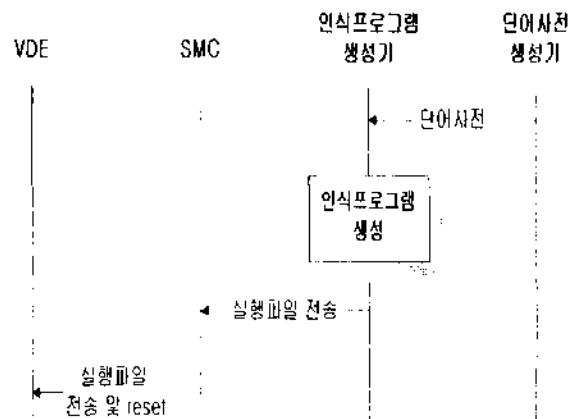 VDE
SMC
인식프로그램
생성기
단어사전
생성기
단어사전
인식프로그램
생성
실행파일 전송
실행파일
전송 및 reset